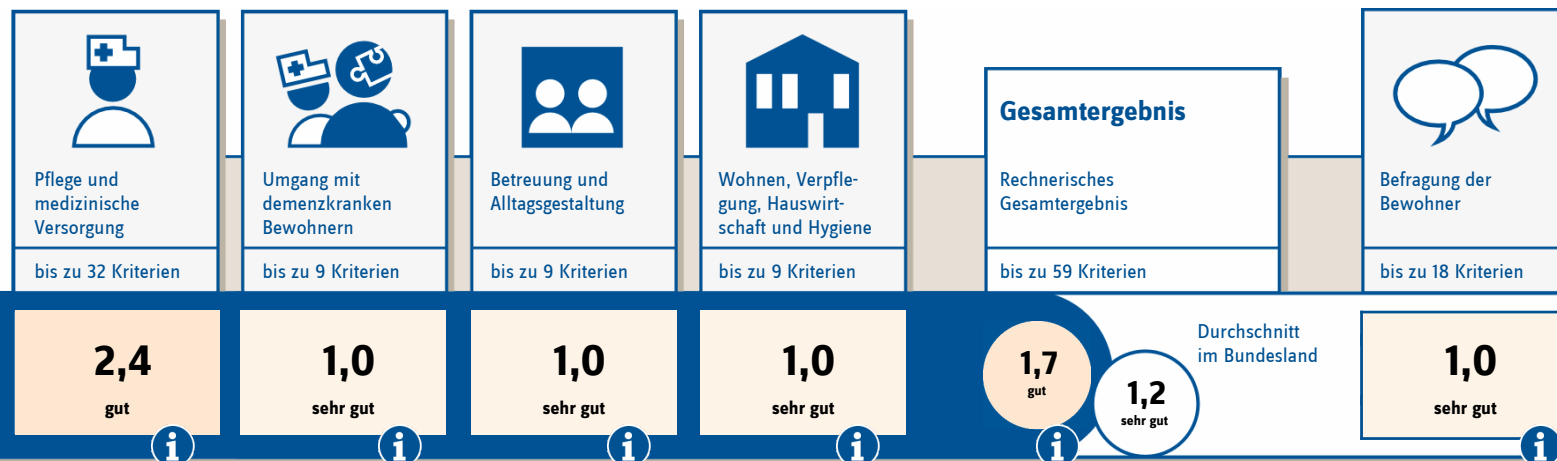 Pflege und
medizinische
Versorgung
bis zu 32 Kriterien
2,4
gut
Umgang mit
demenzkranken
Bewohnern
bis zu 9 Kriterien
1,0
sehr gut
Betreuung und
Alltagsgestaltung
bis zu 9 Kriterien
1,0
sehr gut
Wohnen, Verpfle-
gung, Hauswirt-
schaft und Hygiene
bis zu 9 Kriterien
1,0
sehr gut
Gesamtergebnis
Rechnerisches
Gesamtergebnis
bis zu 59 Kriterien
1,7
gut
1,2
sehr gut
Durchschnitt
im Bundesland
Befragung der
Bewohner
bis zu 18 Kriterien
1,0
sehr gut